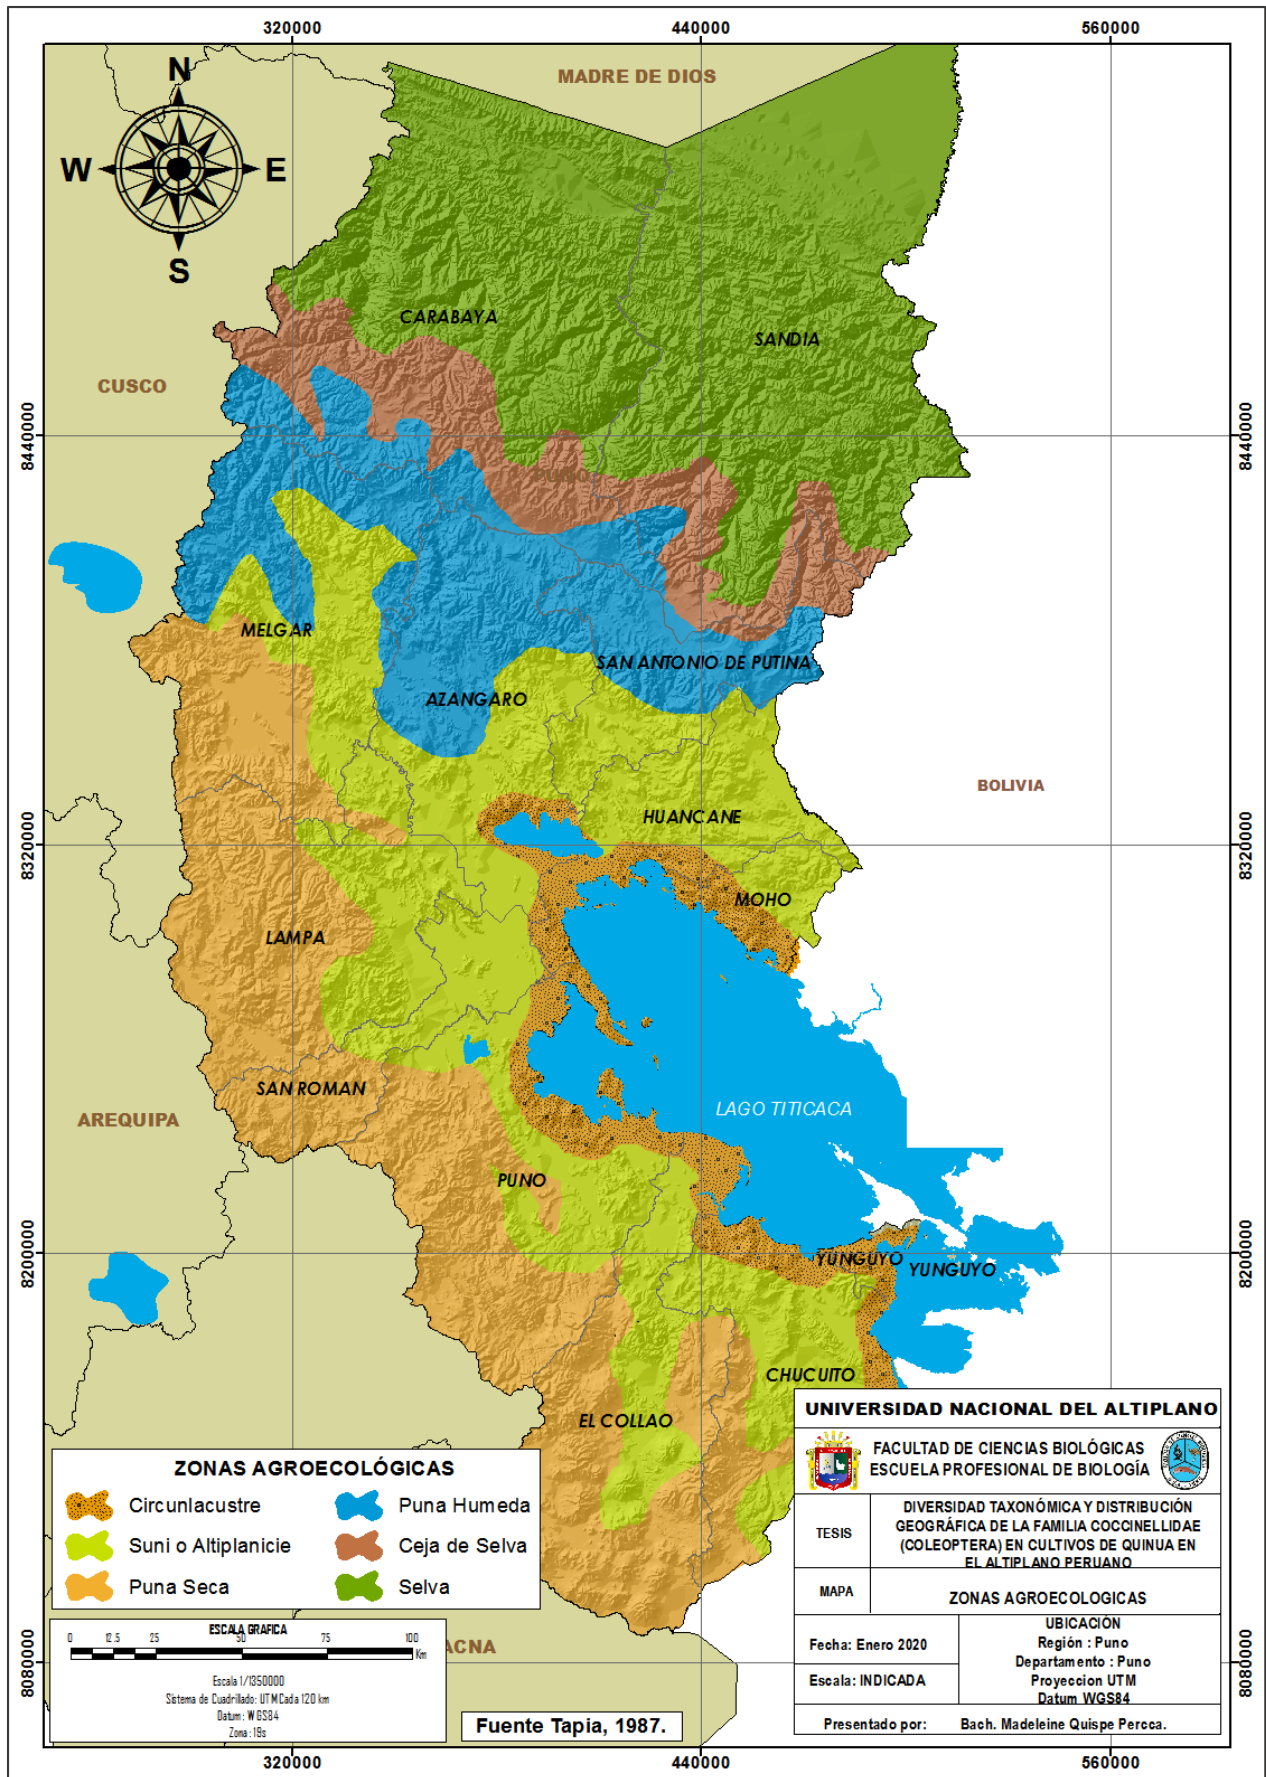 320000
440000
560000
MADRE DE DIOS
N
W
E
S
CARABAYA
SANDIA
CUSCO
8440000
8440000
MELGAR
SAN ANTONIO DE PUTINA
AZANGARO
BOLIVIA
HUANCANE
8320000
8320000
MOHO
LAMPA
SAN ROMAN
LAGO TITICACA
AREQUIPA
PUNO
8200000
8200000
YUNGUYO
YUNGUYO
CHUCUITO
EL COLLAO
ZONAS AGROECOLÓGICAS
Circunlacustre
Puna Humeda
Suni o Altiplanicie
Ceja de Selva
Puna Seca
Selva
ESCALA GRAFICA
0 12.5 25 50 75 100
Km
Escala 1/1350000
Sistema de Cuadrillado: UTM Cada 120 km
Datum: WGS84
Zona: 19s
ACNA
Fuente Tapia, 1987.
UNIVERSIDAD NACIONAL DEL ALTIPLANO
FACULTAD DE CIENCIAS BIOLÓGICAS
ESCUELA PROFESIONAL DE BIOLOGÍA
TESIS
DIVERSIDAD TAXONÓMICA Y DISTRIBUCIÓN
GEOGRÁFICA DE LA FAMILIA COCCINELLIDAE
(COLEOPTERA) EN CULTIVOS DE QUINUA EN
EL ALTIPLANO PERUANO
MAPA
ZONAS AGROECOLOGICAS
Fecha: Enero 2020
Escala: INDICADA
UBICACIÓN
Región : Puno
Departamento : Puno
Proyeccion UTM
Datum WGS84
Presentado por: Bach. Madeleine Quispe Percca.
8080000
8080000
320000
440000
560000